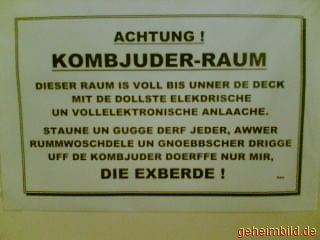 ACHTUNG !
KOMBJUDER-RAUM
DIESER RAUM IS VOLL BIS UNNER DE DECK
MIT DE DOLLSTE ELEKDRISCHE
UN VOLLELEKTRONISCHE ANLAACHE.
STAUNE UN GUGGE DERF JEDER, AWWER
RUMMWOSCHDELE UN GNOEBBSCHER DRIGGE
UFF DE KOMBJUDER DOERFFE NUR MIR,
DIE EXBERDE !
geheimbild.de